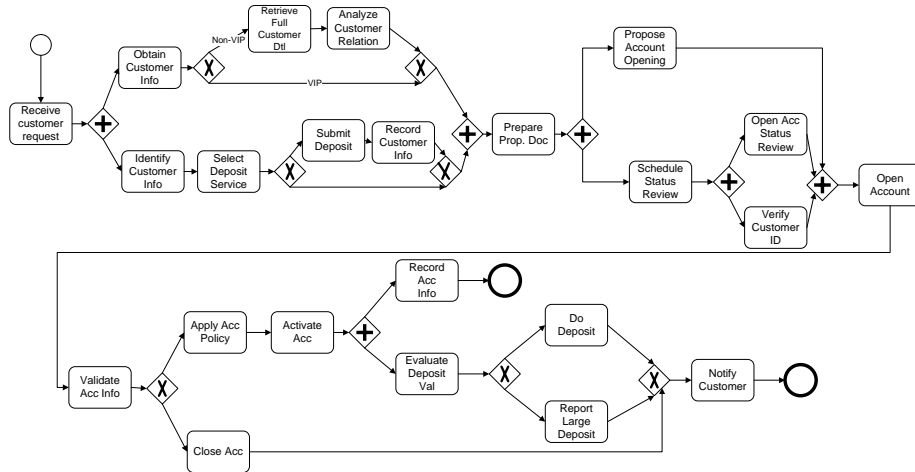 Receive
customer
request
Obtain
Customer
Info
Non-VIP
Retrieve
Full
Customer
Dtl
Analyze
Customer
Relation
VIP
Identify
Customer
Info
Select
Deposit
Service
Submit
Deposit
Record
Customer
Info
Prepare
Prop. Doc
Propose
Account
Opening
Schedule
Status
Review
Open Acc
Status
Review
Verify
Customer
ID
Open
Account
Validate
Acc Info
Apply Acc
Policy
Activate
Acc
Record
Acc
Info
Evaluate
Deposit
Val
Do
Deposit
Report
Large
Deposit
Notify
Customer
Close Acc